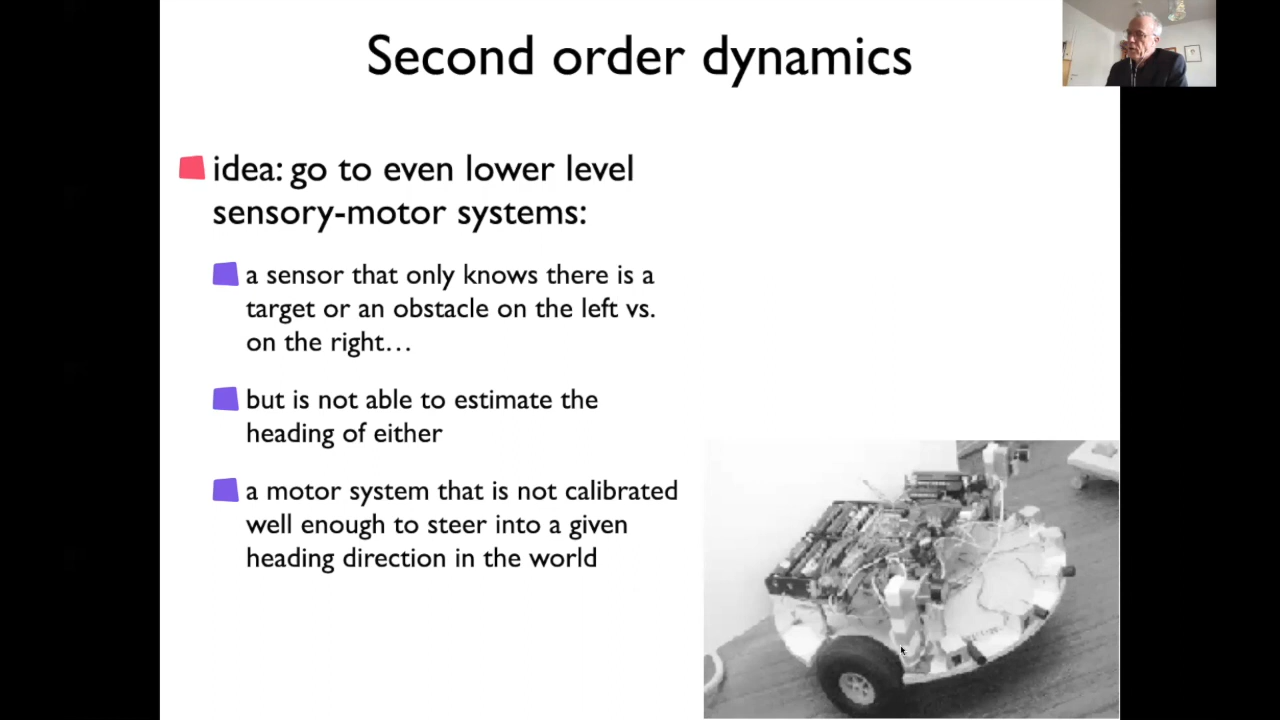 Second order dynamics
idea: go to even lower level
sensory-motor systems:
a sensor that only knows there is a
target or an obstacle on the left vs.
on the right…
but is not able to estimate the
heading of either
a motor system that is not calibrated
well enough to steer into a given
heading direction in the world